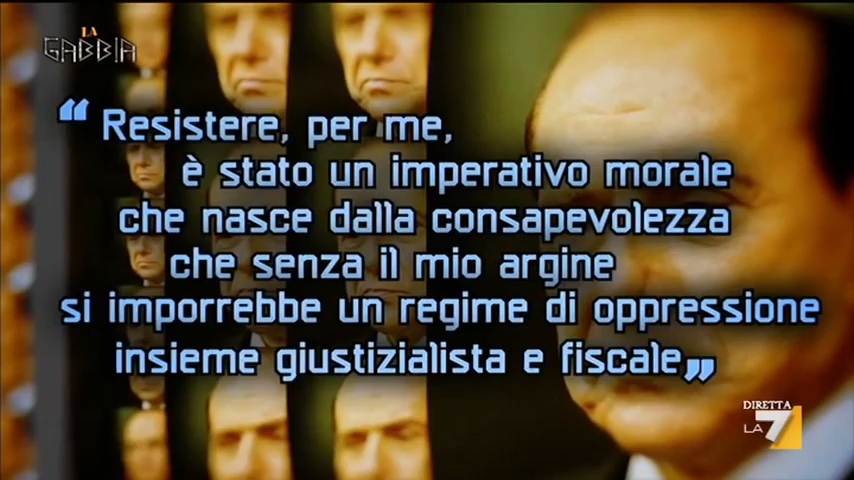 LA
GABBIA
“ Resistere, per me,
è stato un imperativo morale
che nasce dalla consapevolezza
che senza il mio argine
si imporrebbe un regime di oppressione
insieme giustizialista e fiscale„
DIRETTA
LA7